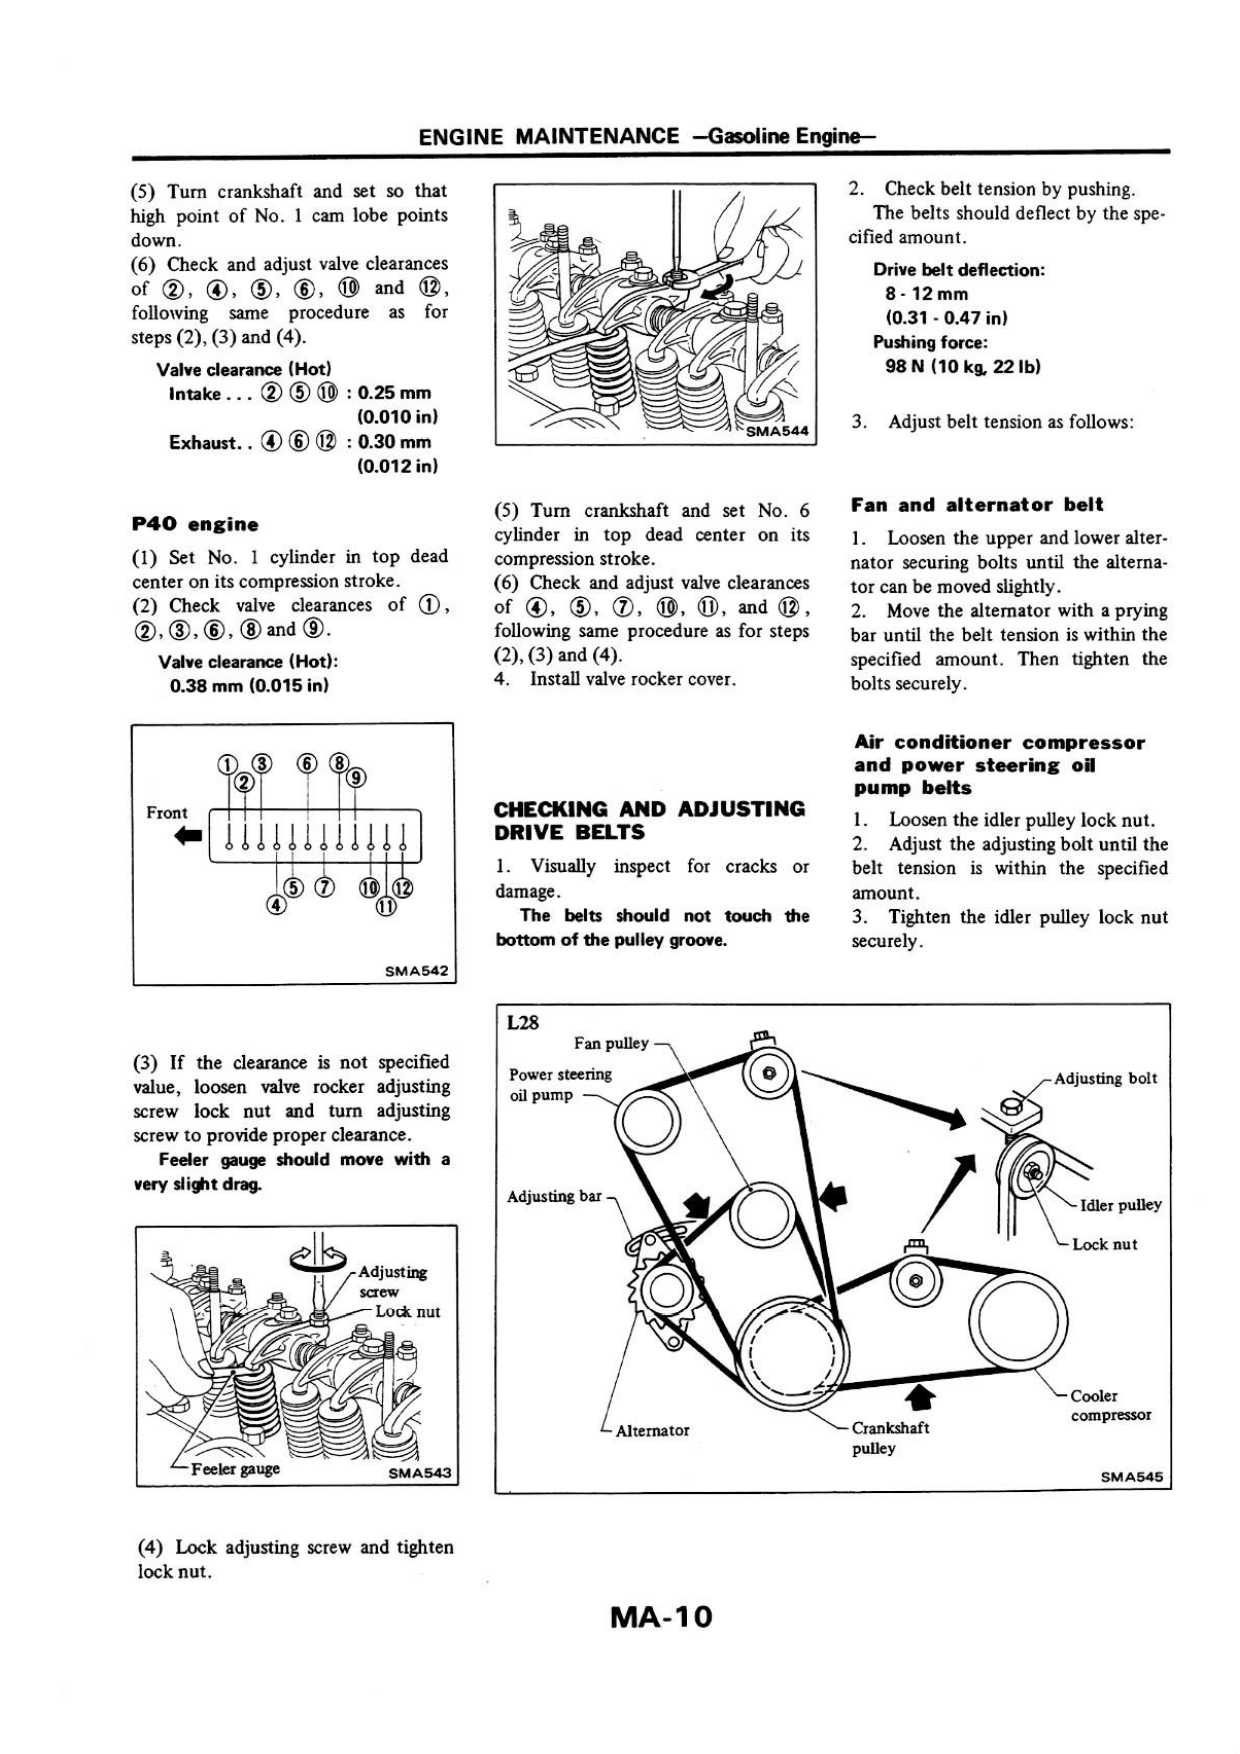 ENGINE MAINTENANCE —Gasoline Engine—
(5) Turn crankshaft and set so that
high point of No. 1 cam lobe points
down.
(6) Check and adjust valve clearances
of ②, ④, ⑤, ⑥, ⑩ and ⑫,
following same procedure as for
steps (2), (3) and (4).
Valve clearance (Hot)
Intake . . . ② ⑤ ⑩ : 0.25 mm
(0.010 in)
Exhaust. . ④ ⑥ ⑫ : 0.30 mm
(0.012 in)
P40 engine
(1) Set No. 1 cylinder in top dead
center on its compression stroke.
(2) Check valve clearances of ①,
②, ③, ⑥, ⑧ and ⑨.
Valve clearance (Hot):
0.38 mm (0.015 in)
① ③ ⑥ ⑧
② ⑨
Front
⑤ ⑦ ⑩ ⑫
④ ⑪
SMA542
(3) If the clearance is not specified
value, loosen valve rocker adjusting
screw lock nut and turn adjusting
screw to provide proper clearance.
Feeler gauge should move with a
very slight drag.
Adjusting
screw
Lock nut
Feeler gauge
SMA543
(4) Lock adjusting screw and tighten
lock nut.
SMA544
(5) Turn crankshaft and set No. 6
cylinder in top dead center on its
compression stroke.
(6) Check and adjust valve clearances
of ④, ⑤, ⑦, ⑩, ⑪, and ⑫,
following same procedure as for steps
(2), (3) and (4).
4. Install valve rocker cover.
CHECKING AND ADJUSTING
DRIVE BELTS
1. Visually inspect for cracks or
damage.
The belts should not touch the
bottom of the pulley groove.
2. Check belt tension by pushing.
The belts should deflect by the spe-
cified amount.
Drive belt deflection:
8 - 12 mm
(0.31 - 0.47 in)
Pushing force:
98 N (10 kg, 22 lb)
3. Adjust belt tension as follows:
Fan and alternator belt
1. Loosen the upper and lower alter-
nator securing bolts until the alterna-
tor can be moved slightly.
2. Move the alternator with a prying
bar until the belt tension is within the
specified amount. Then tighten the
bolts securely.
Air conditioner compressor
and power steering oil
pump belts
1. Loosen the idler pulley lock nut.
2. Adjust the adjusting bolt until the
belt tension is within the specified
amount.
3. Tighten the idler pulley lock nut
securely.
L28
Fan pulley
Power steering
oil pump
Adjusting bolt
Adjusting bar
Idler pulley
Lock nut
Cooler
compressor
Alternator
Crankshaft
pulley
SMA545
MA-10